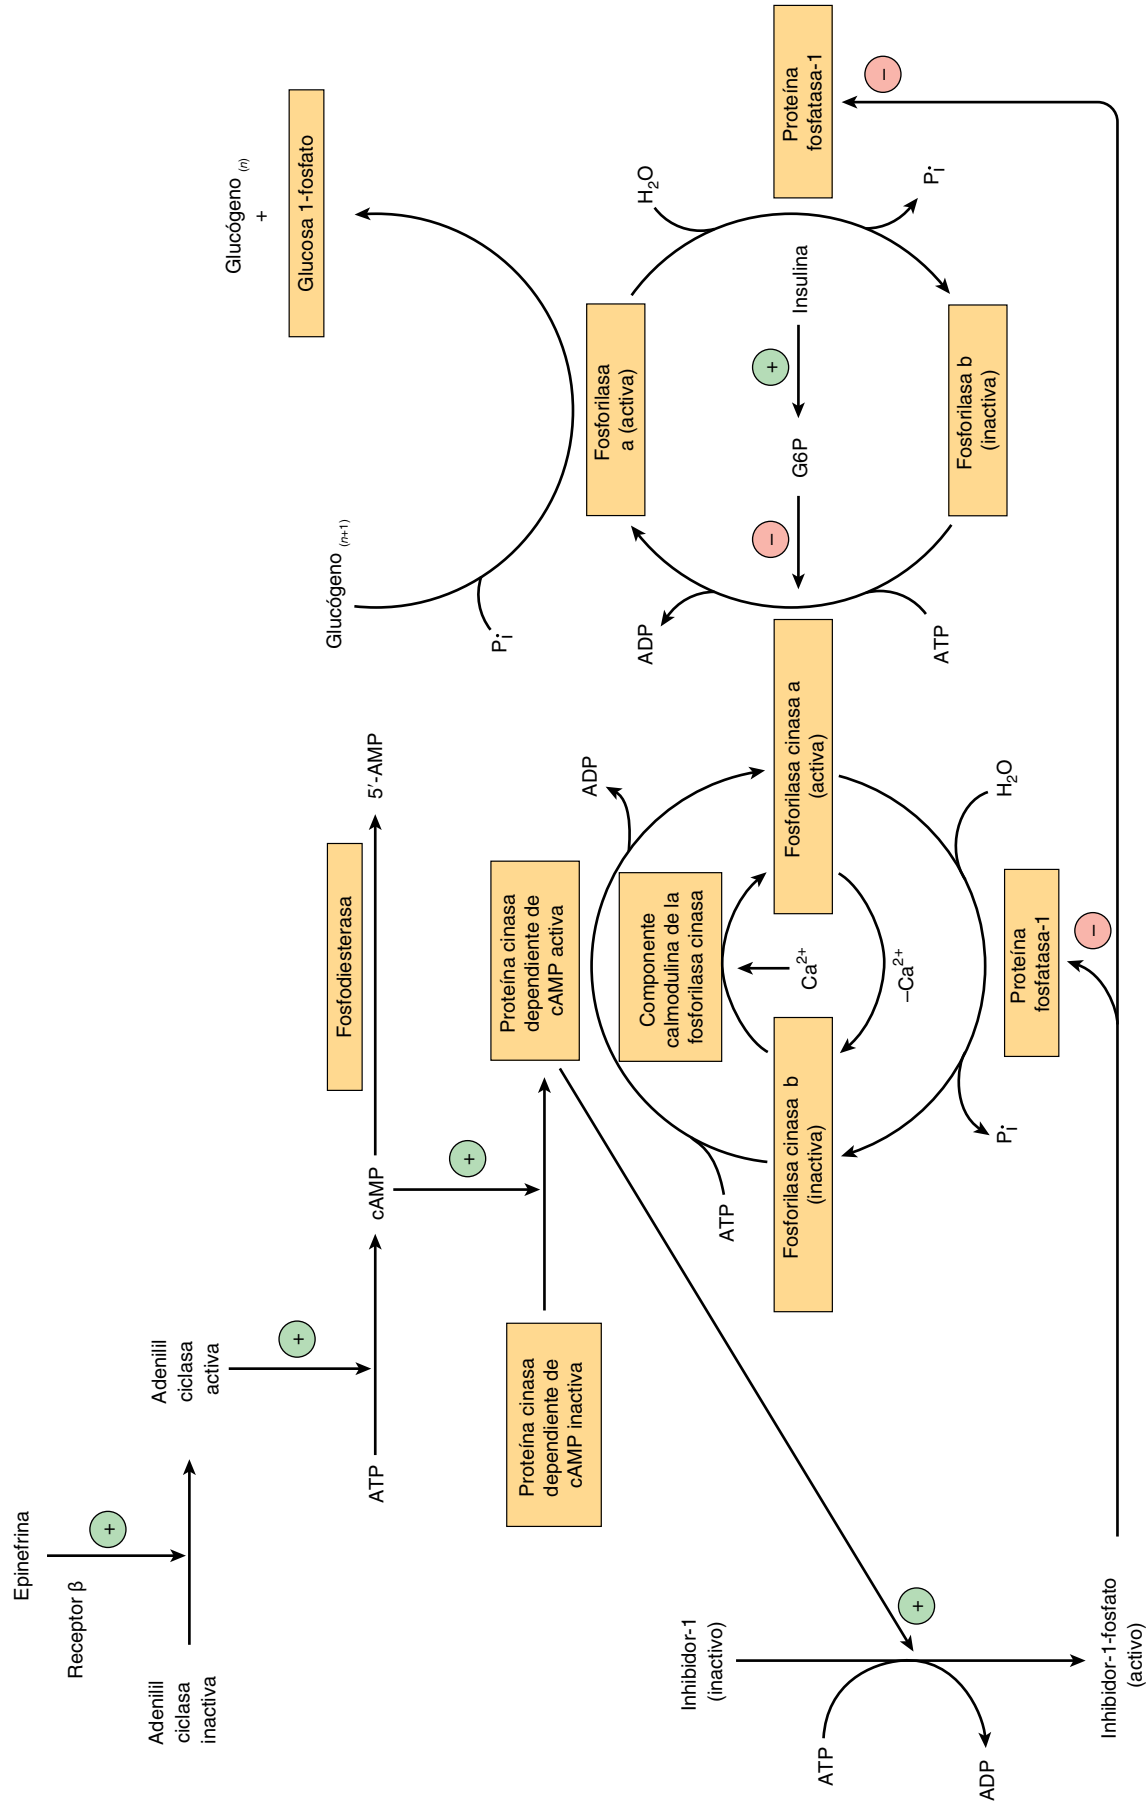 Epinefrina
Receptor β
+
Adenilil
ciclasa
inactiva
Adenilil
ciclasa
activa
+
ATP
cAMP
Fosfodiesterasa
5′-AMP
+
Proteína cinasa
dependiente de
cAMP inactiva
Proteína cinasa
dependiente de
cAMP activa
Glucógeno (n+1)
Pi
Glucógeno (n)
+
Glucosa 1-fosfato
ATP
ADP
Componente
calmodulina de la
fosforilasa cinasa
Ca2+
–Ca2+
Fosforilasa cinasa b
(inactiva)
Fosforilasa cinasa a
(activa)
Pi
H2O
Proteína
fosfatasa-1
–
Fosforilasa
a (activa)
ADP
ATP
–
G6P
+
Insulina
H2O
Pi
Fosforilasa b
(inactiva)
Proteína
fosfatasa-1
–
Inhibidor-1
(inactivo)
ATP
ADP
+
Inhibidor-1-fosfato
(activo)